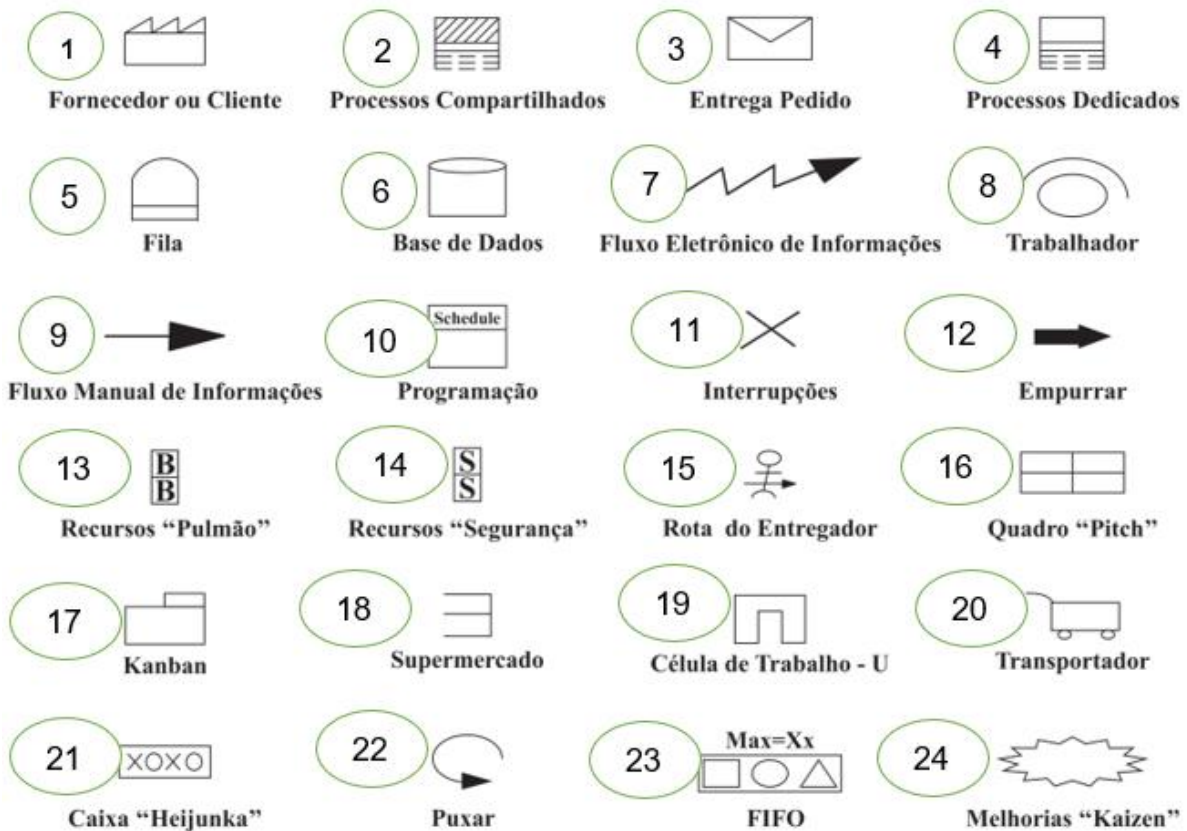 1
2
3
4
Fornecedor ou Cliente
Processos Compartilhados
Entrega Pedido
Processos Dedicados
5
6
7
8
Fila
Base de Dados
Fluxo Eletrônico de Informações
Trabalhador
9
10
Schedule
11
12
Fluxo Manual de Informações
Programação
Interrupções
Empurrar
13
B
B
14
S
S
15
16
Recursos “Pulmão”
Recursos “Segurança”
Rota do Entregador
Quadro “Pitch”
17
18
19
20
Kanban
Supermercado
Célula de Trabalho - U
Transportador
21
XOXO
22
23
Max=Xx
24
Caixa “Heijunka”
Puxar
FIFO
Melhorias “Kaizen”